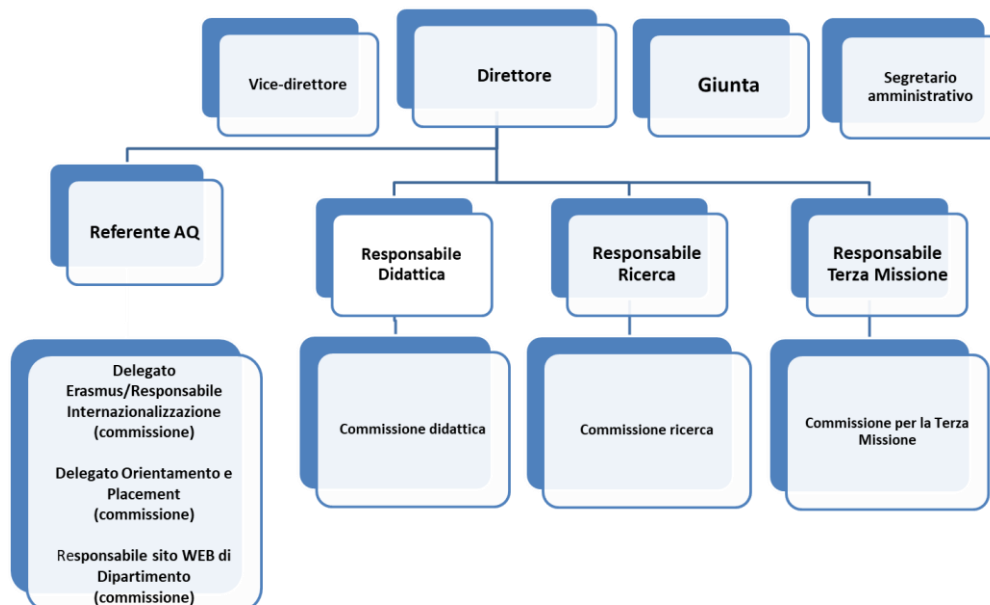 Vice-direttore
Direttore
Giunta
Segretario
amministrativo
Referente AQ
Responsabile
Didattica
Responsabile
Ricerca
Responsabile
Terza Missione
Delegato
Erasmus/Responsabile
Internazionalizzazione
(commissione)
Delegato Orientamento e
Placement
(commissione)
Responsabile sito WEB di
Dipartimento
(commissione)
Commissione didattica
Commissione ricerca
Commissione per la Terza
Missione